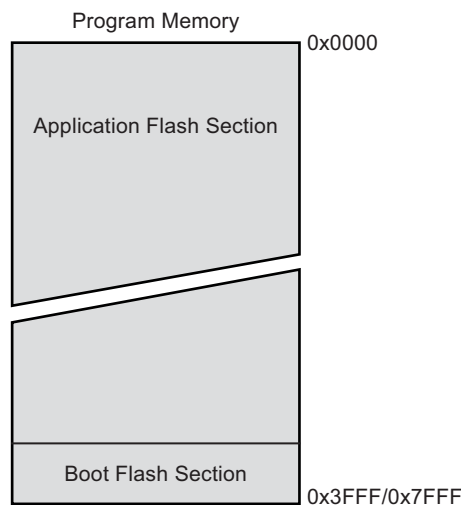 Program Memory
0x0000
Application Flash Section
Boot Flash Section
0x3FFF/0x7FFF